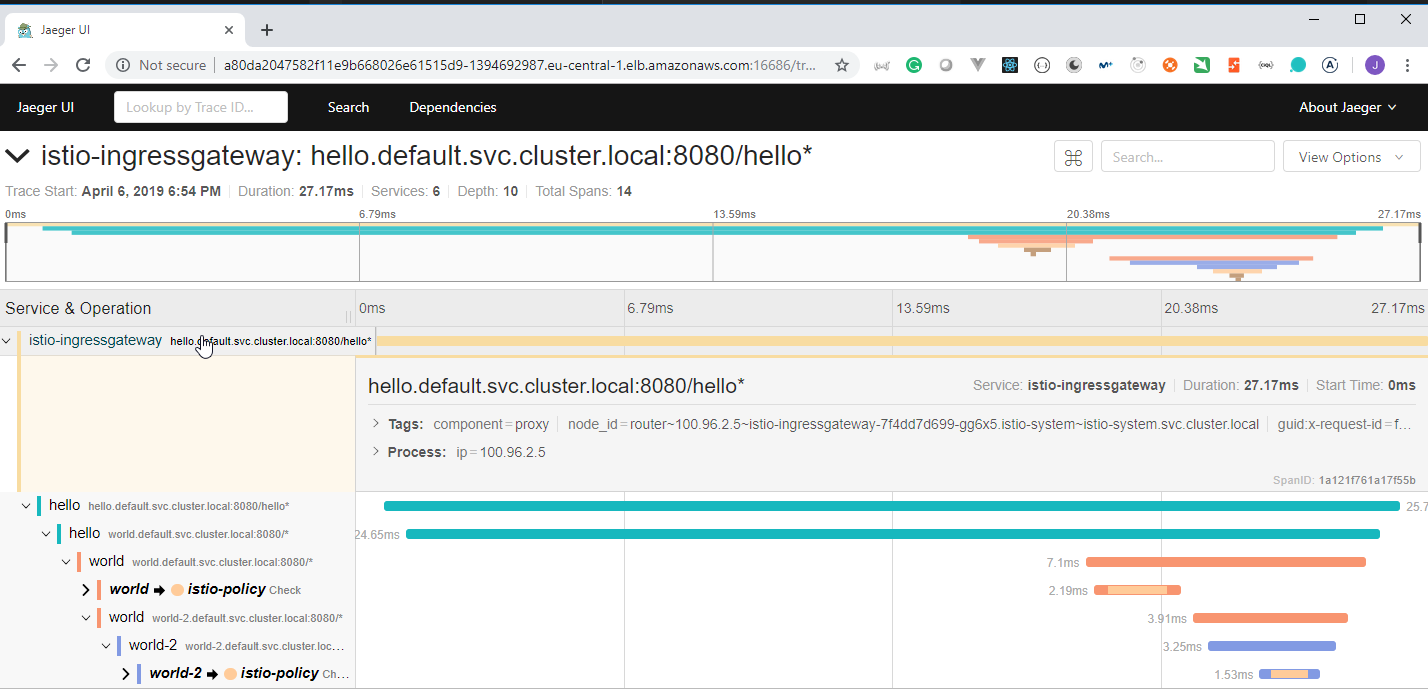 Jaeger UI
Not secure a80da2047582f11e9b668026e61515d9-1394692987.eu-central-1.elb.amazonaws.com:16686/tr... J
Jaeger UI Lookup by Trace ID... Search Dependencies About Jaeger
istio-ingressgateway: hello.default.svc.cluster.local:8080/hello* Search... View Options
Trace Start: April 6, 2019 6:54 PM Duration: 27.17ms Services: 6 Depth: 10 Total Spans: 14
0ms 6.79ms 13.59ms 20.38ms 27.17ms
Service & Operation 0ms 6.79ms 13.59ms 20.38ms 27.17ms
istio-ingressgateway hello.default.svc.cluster.local:8080/hello*
hello.default.svc.cluster.local:8080/hello* Service: istio-ingressgateway Duration: 27.17ms Start Time: 0ms
Tags: component=proxy node_id=router~100.96.2.5~istio-ingressgateway-7f4dd7d699-gg6x5.istio-system~istio-system.svc.cluster.local guid:x-request-id=f...
Process: ip=100.96.2.5
SpanID: 1a121f761a17f55b
hello hello.default.svc.cluster.local:8080/hello* 25.7
hello world.default.svc.cluster.local:8080/* 24.65ms
world world.default.svc.cluster.local:8080/* 7.1ms
world istio-policy Check 2.19ms
world world-2.default.svc.cluster.local:8080/* 3.91ms
world-2 world-2.default.svc.cluster.loc... 3.25ms
world-2 istio-policy Ch... 1.53ms